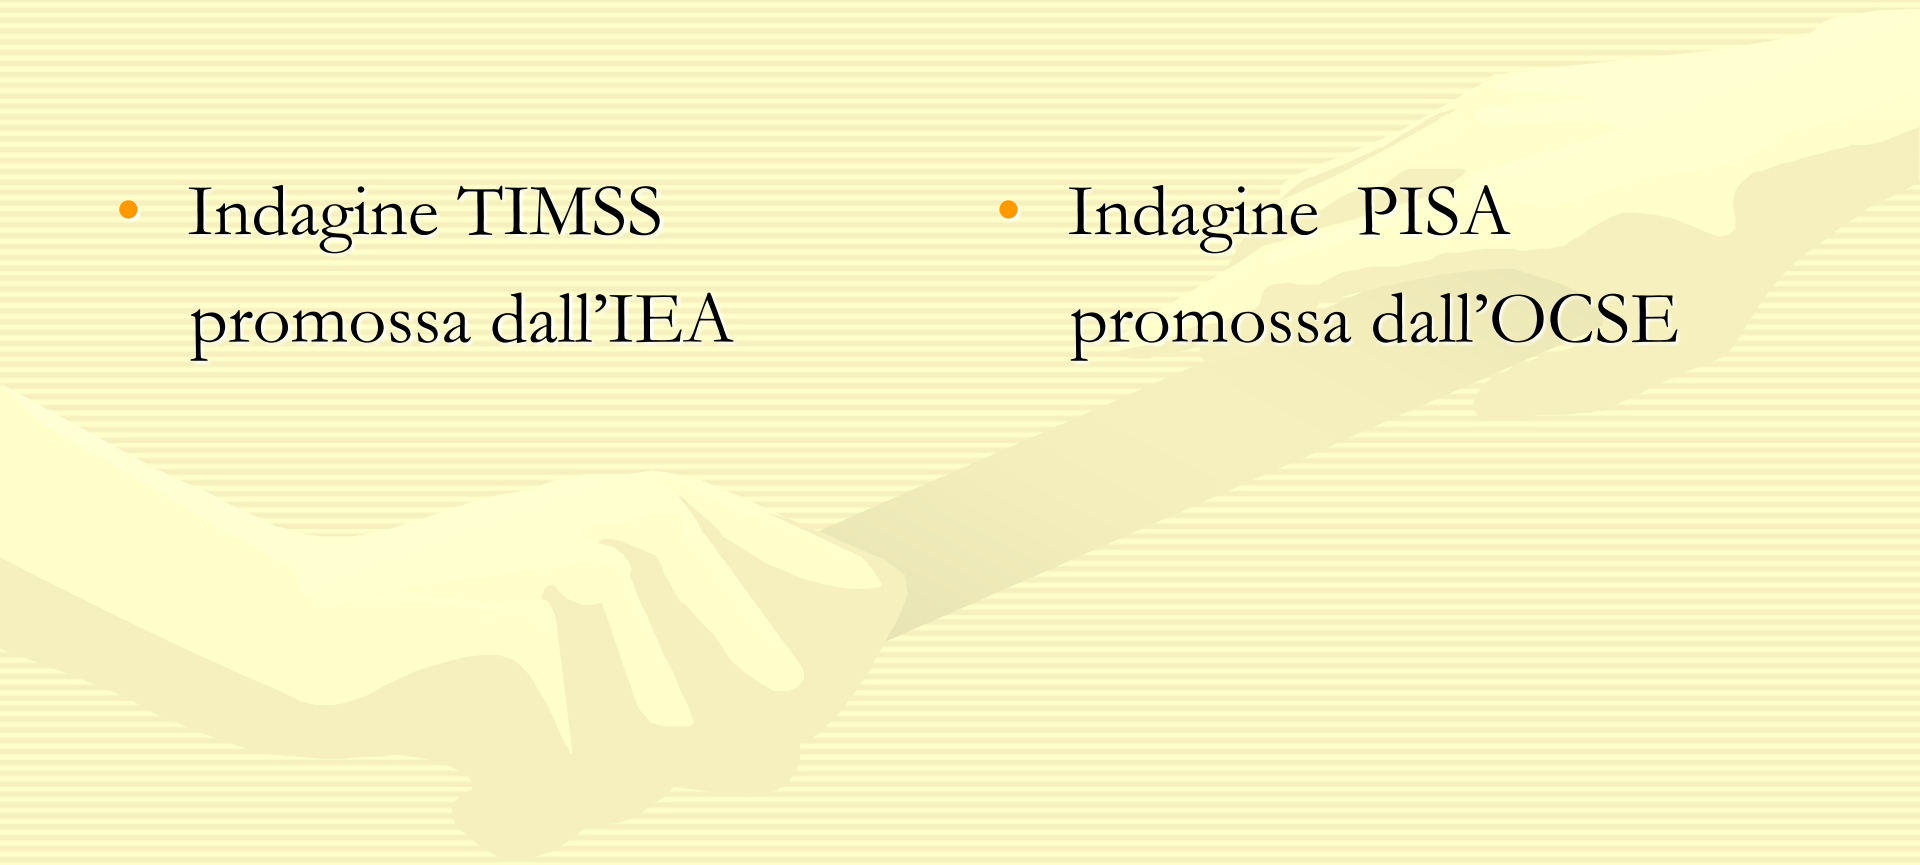 • Indagine TIMSS
promossa dall’IEA
• Indagine  PISA
promossa dall’OCSE